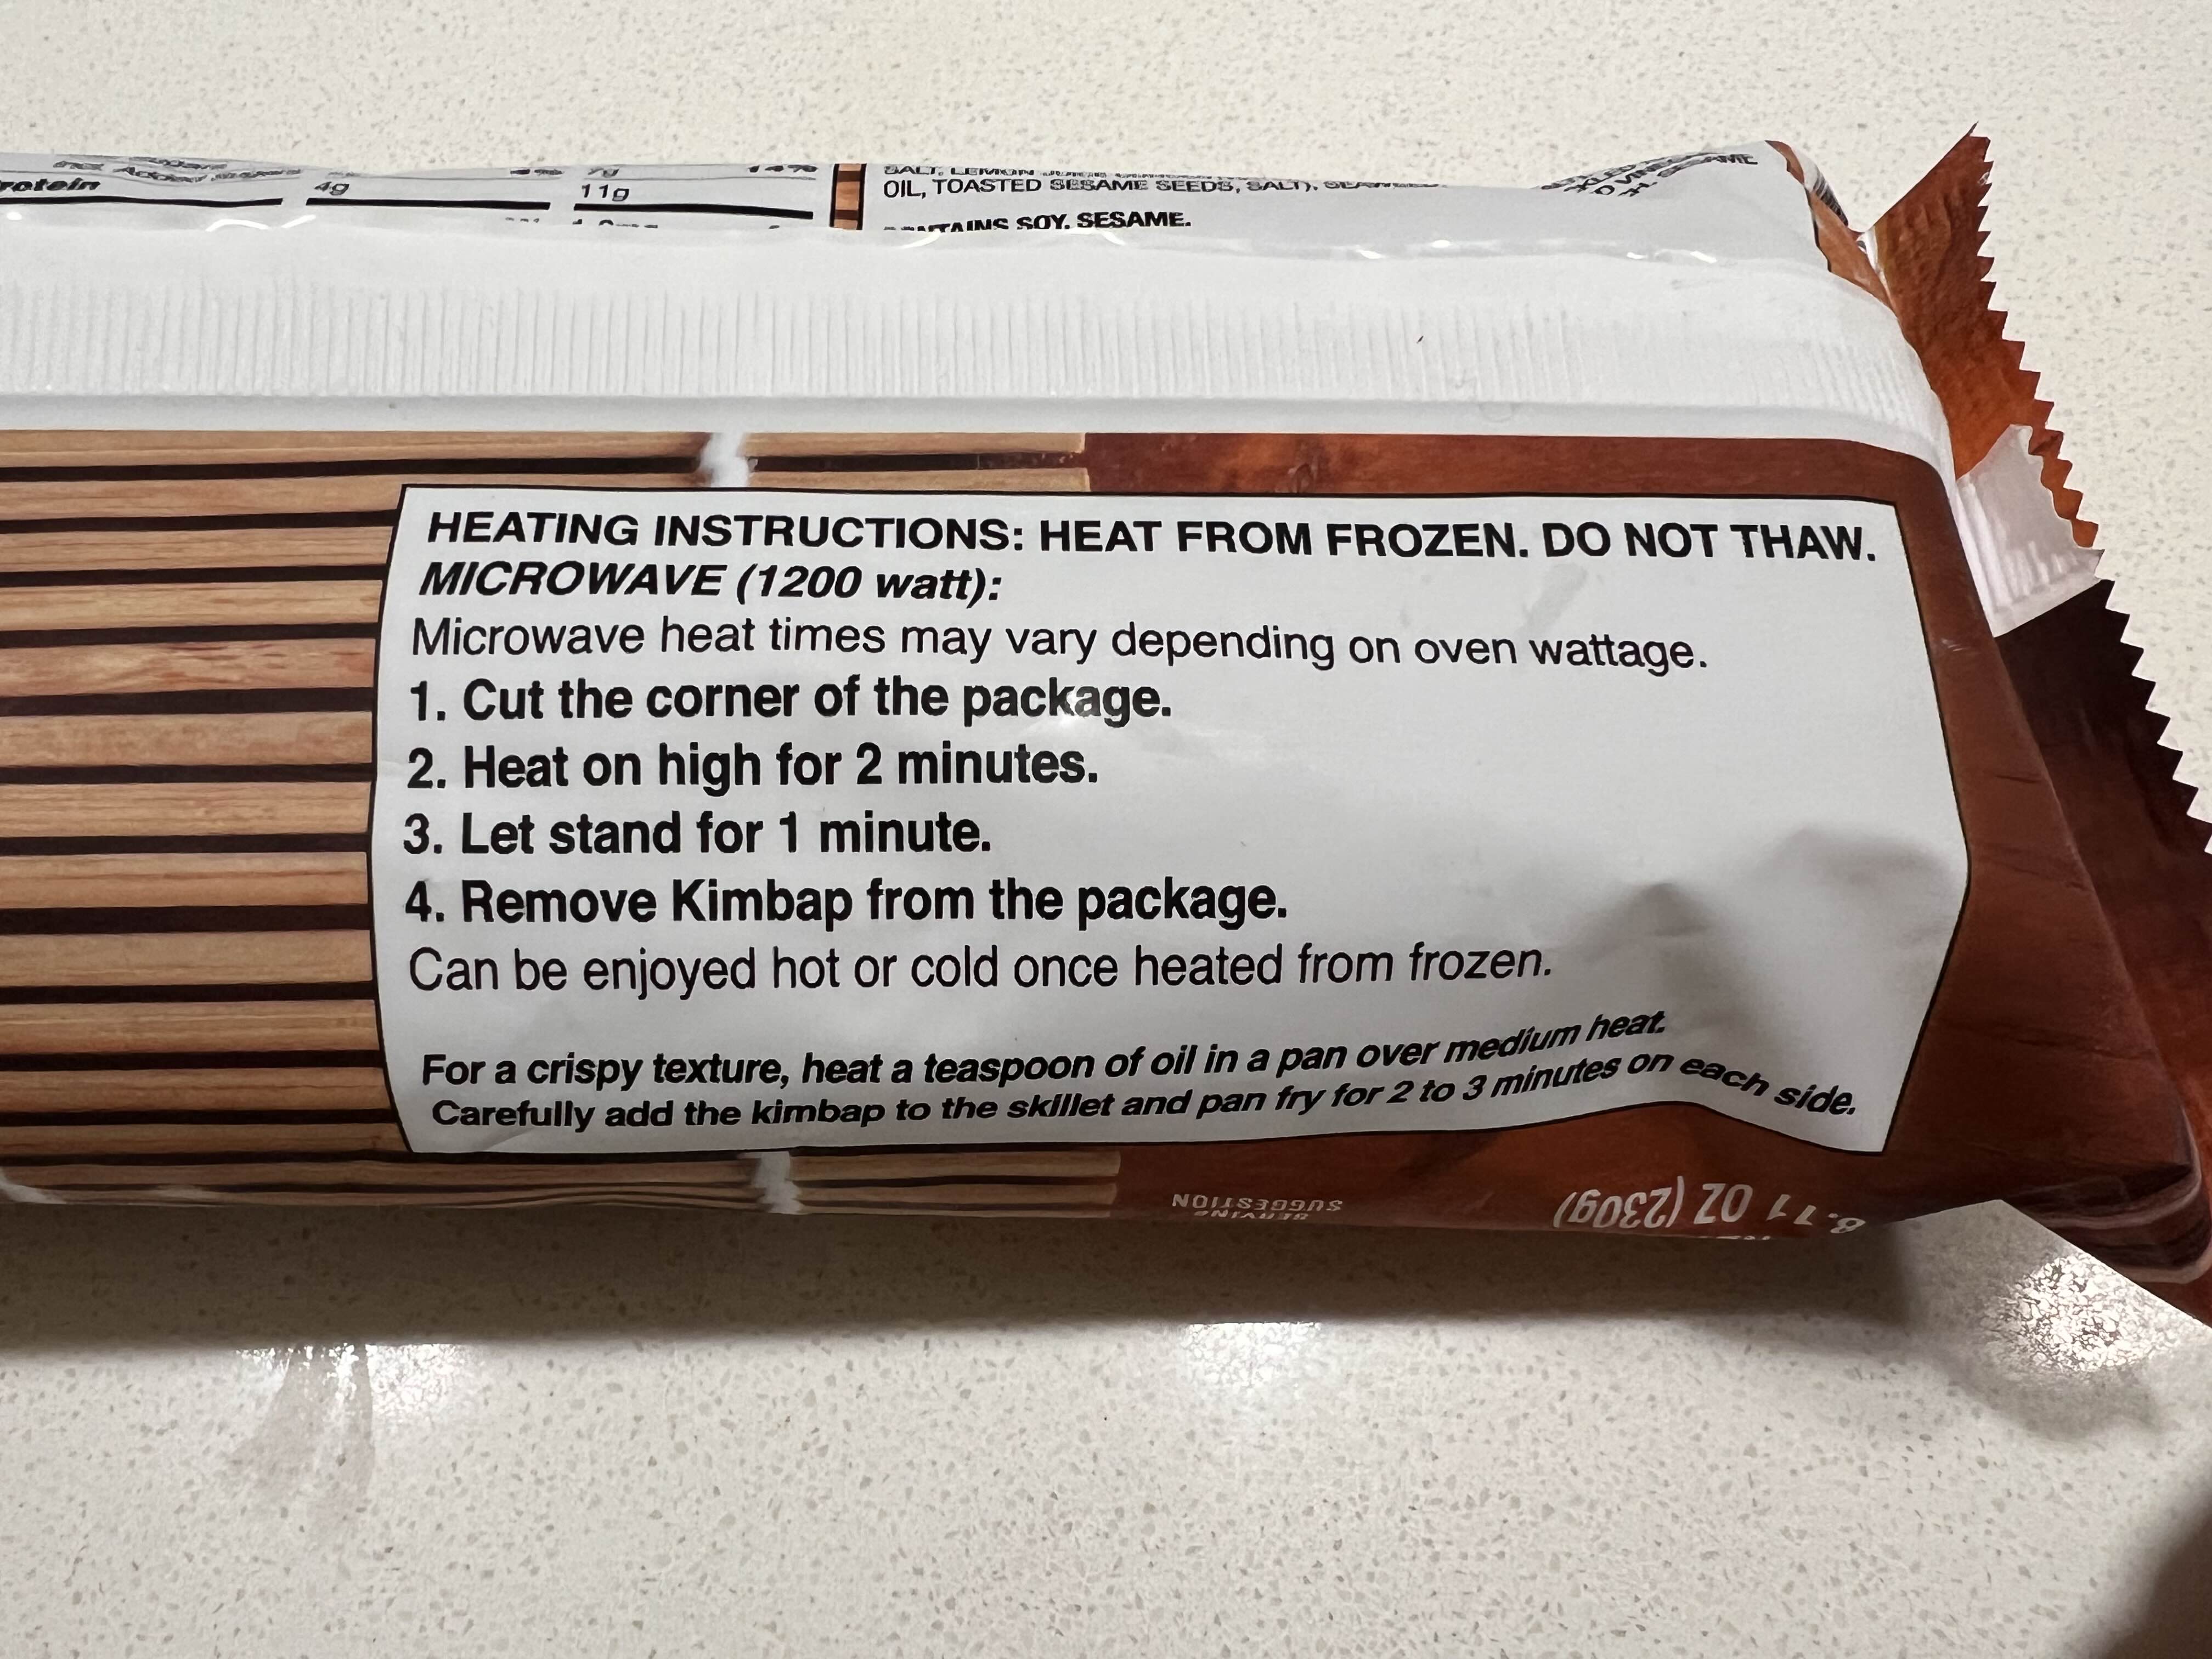 Protein 4g 11g
14%
OIL, TOASTED SESAME SEEDS, SALT),
CONTAINS SOY, SESAME.
HEATING INSTRUCTIONS: HEAT FROM FROZEN. DO NOT THAW.
MICROWAVE (1200 watt):
Microwave heat times may vary depending on oven wattage.
1. Cut the corner of the package.
2. Heat on high for 2 minutes.
3. Let stand for 1 minute.
4. Remove Kimbap from the package.
Can be enjoyed hot or cold once heated from frozen.
For a crispy texture, heat a teaspoon of oil in a pan over medium heat.
Carefully add the kimbap to the skillet and pan fry for 2 to 3 minutes on each side.
SERVING
SUGGESTION
8.11 OZ (230g)